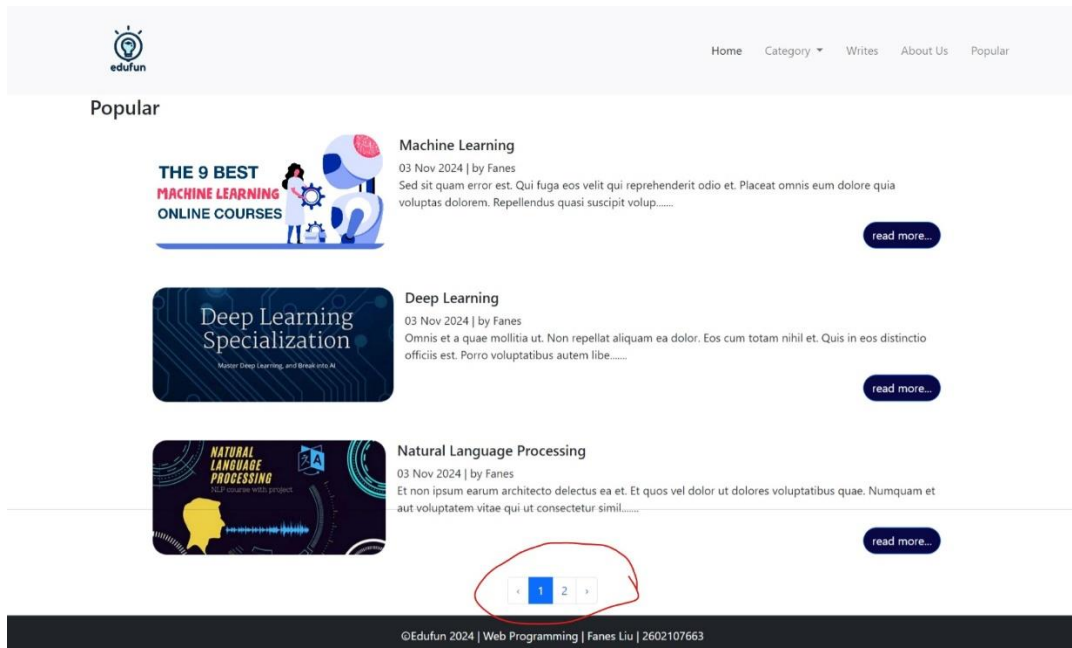 edufun
Home Category Writes About Us Popular
Popular
THE 9 BEST
MACHINE LEARNING
ONLINE COURSES
Machine Learning
03 Nov 2024 | by Fanes
Sed sit quam error est. Qui fuga eos velit qui reprehenderit odio et. Placeat omnis eum dolore quia
voluptas dolorem. Repellendus quasi suscipit volup.......
read more...
Deep Learning
Specialization
Master Deep Learning, and Break into AI
Deep Learning
03 Nov 2024 | by Fanes
Omnis et a quae mollitia ut. Non repellat aliquam ea dolor. Eos cum totam nihil et. Quis in eos distinctio
officiis est. Porro voluptatibus autem libe.......
read more...
NATURAL
LANGUAGE
PROCESSING
NLP course with project
文 A
Natural Language Processing
03 Nov 2024 | by Fanes
Et non ipsum earum architecto delectus ea et. Et quos vel dolor ut dolores voluptatibus quae. Numquam et
aut voluptatem vitae qui ut consectetur simil.......
read more...
‹ 1 2 ›
©Edufun 2024 | Web Programming | Fanes Liu | 2602107663